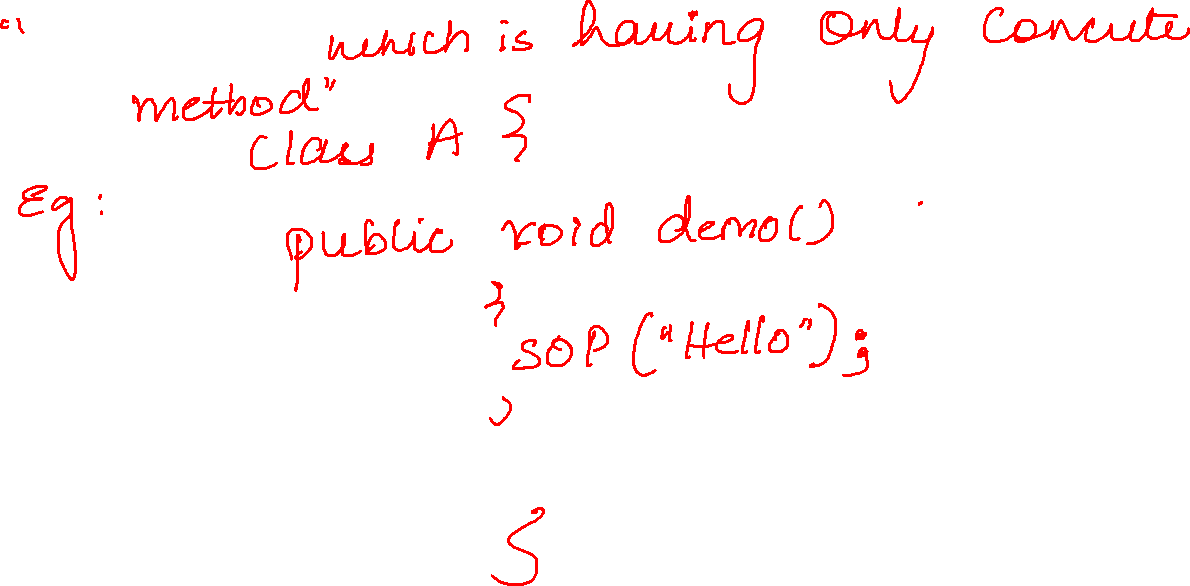 " which is having only concrete
method"
class A {
Eg:
public void demo()
{
SOP ("Hello");
}
}